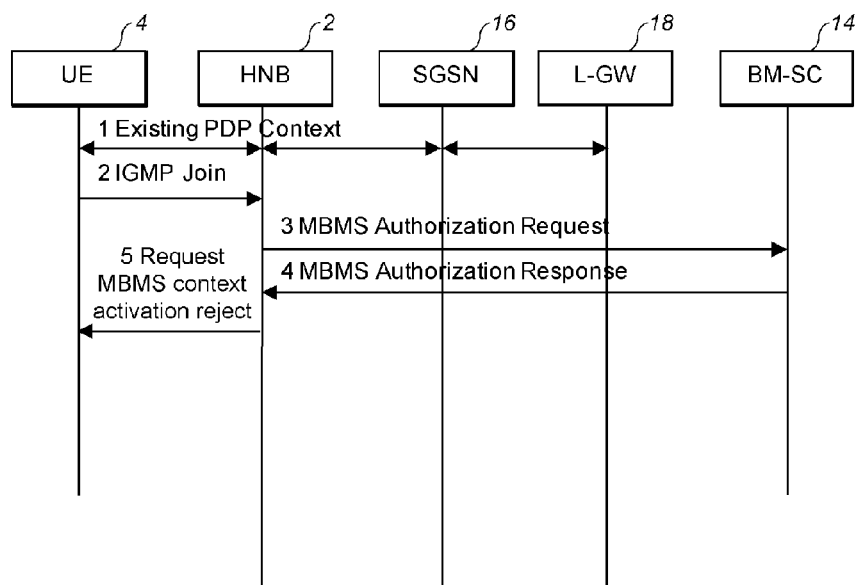 4 2 16 18 14
UE HNB SGSN L-GW BM-SC
1 Existing PDP Context
2 IGMP Join
3 MBMS Authorization Request
4 MBMS Authorization Response
5 Request
MBMS context
activation reject